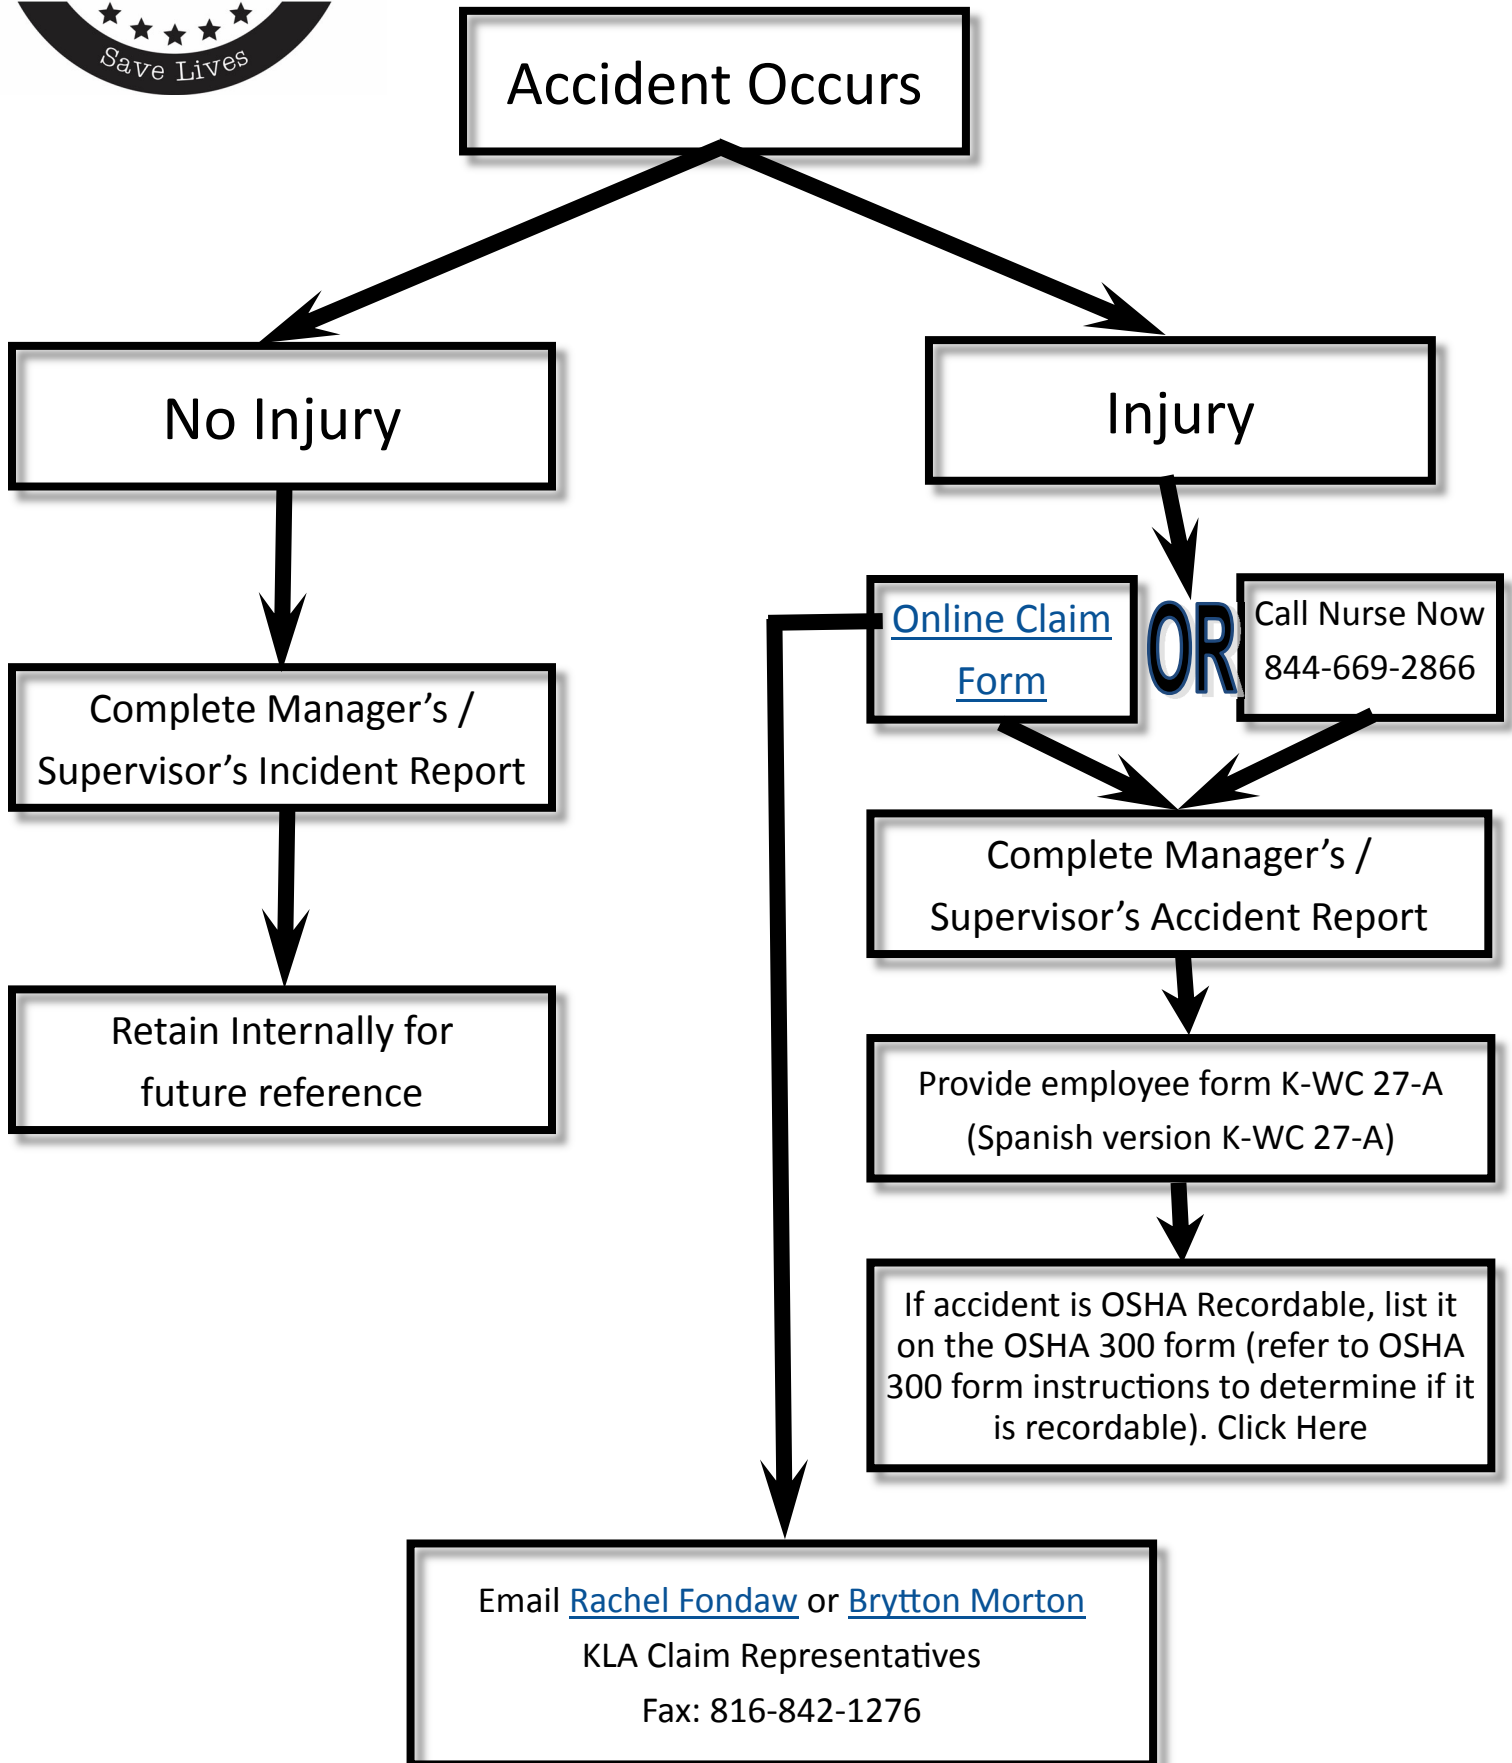 Save Lives
Accident Occurs
No Injury
Injury
Online Claim
Form
OR
Call Nurse Now
844-669-2866
Complete Manager’s /
Supervisor’s Incident Report
Complete Manager’s /
Supervisor’s Accident Report
Retain Internally for
future reference
Provide employee form K-WC 27-A
(Spanish version K-WC 27-A)
If accident is OSHA Recordable, list it
on the OSHA 300 form (refer to OSHA
300 form instructions to determine if it
is recordable). Click Here
Email Rachel Fondaw or Brytton Morton
KLA Claim Representatives
Fax: 816-842-1276